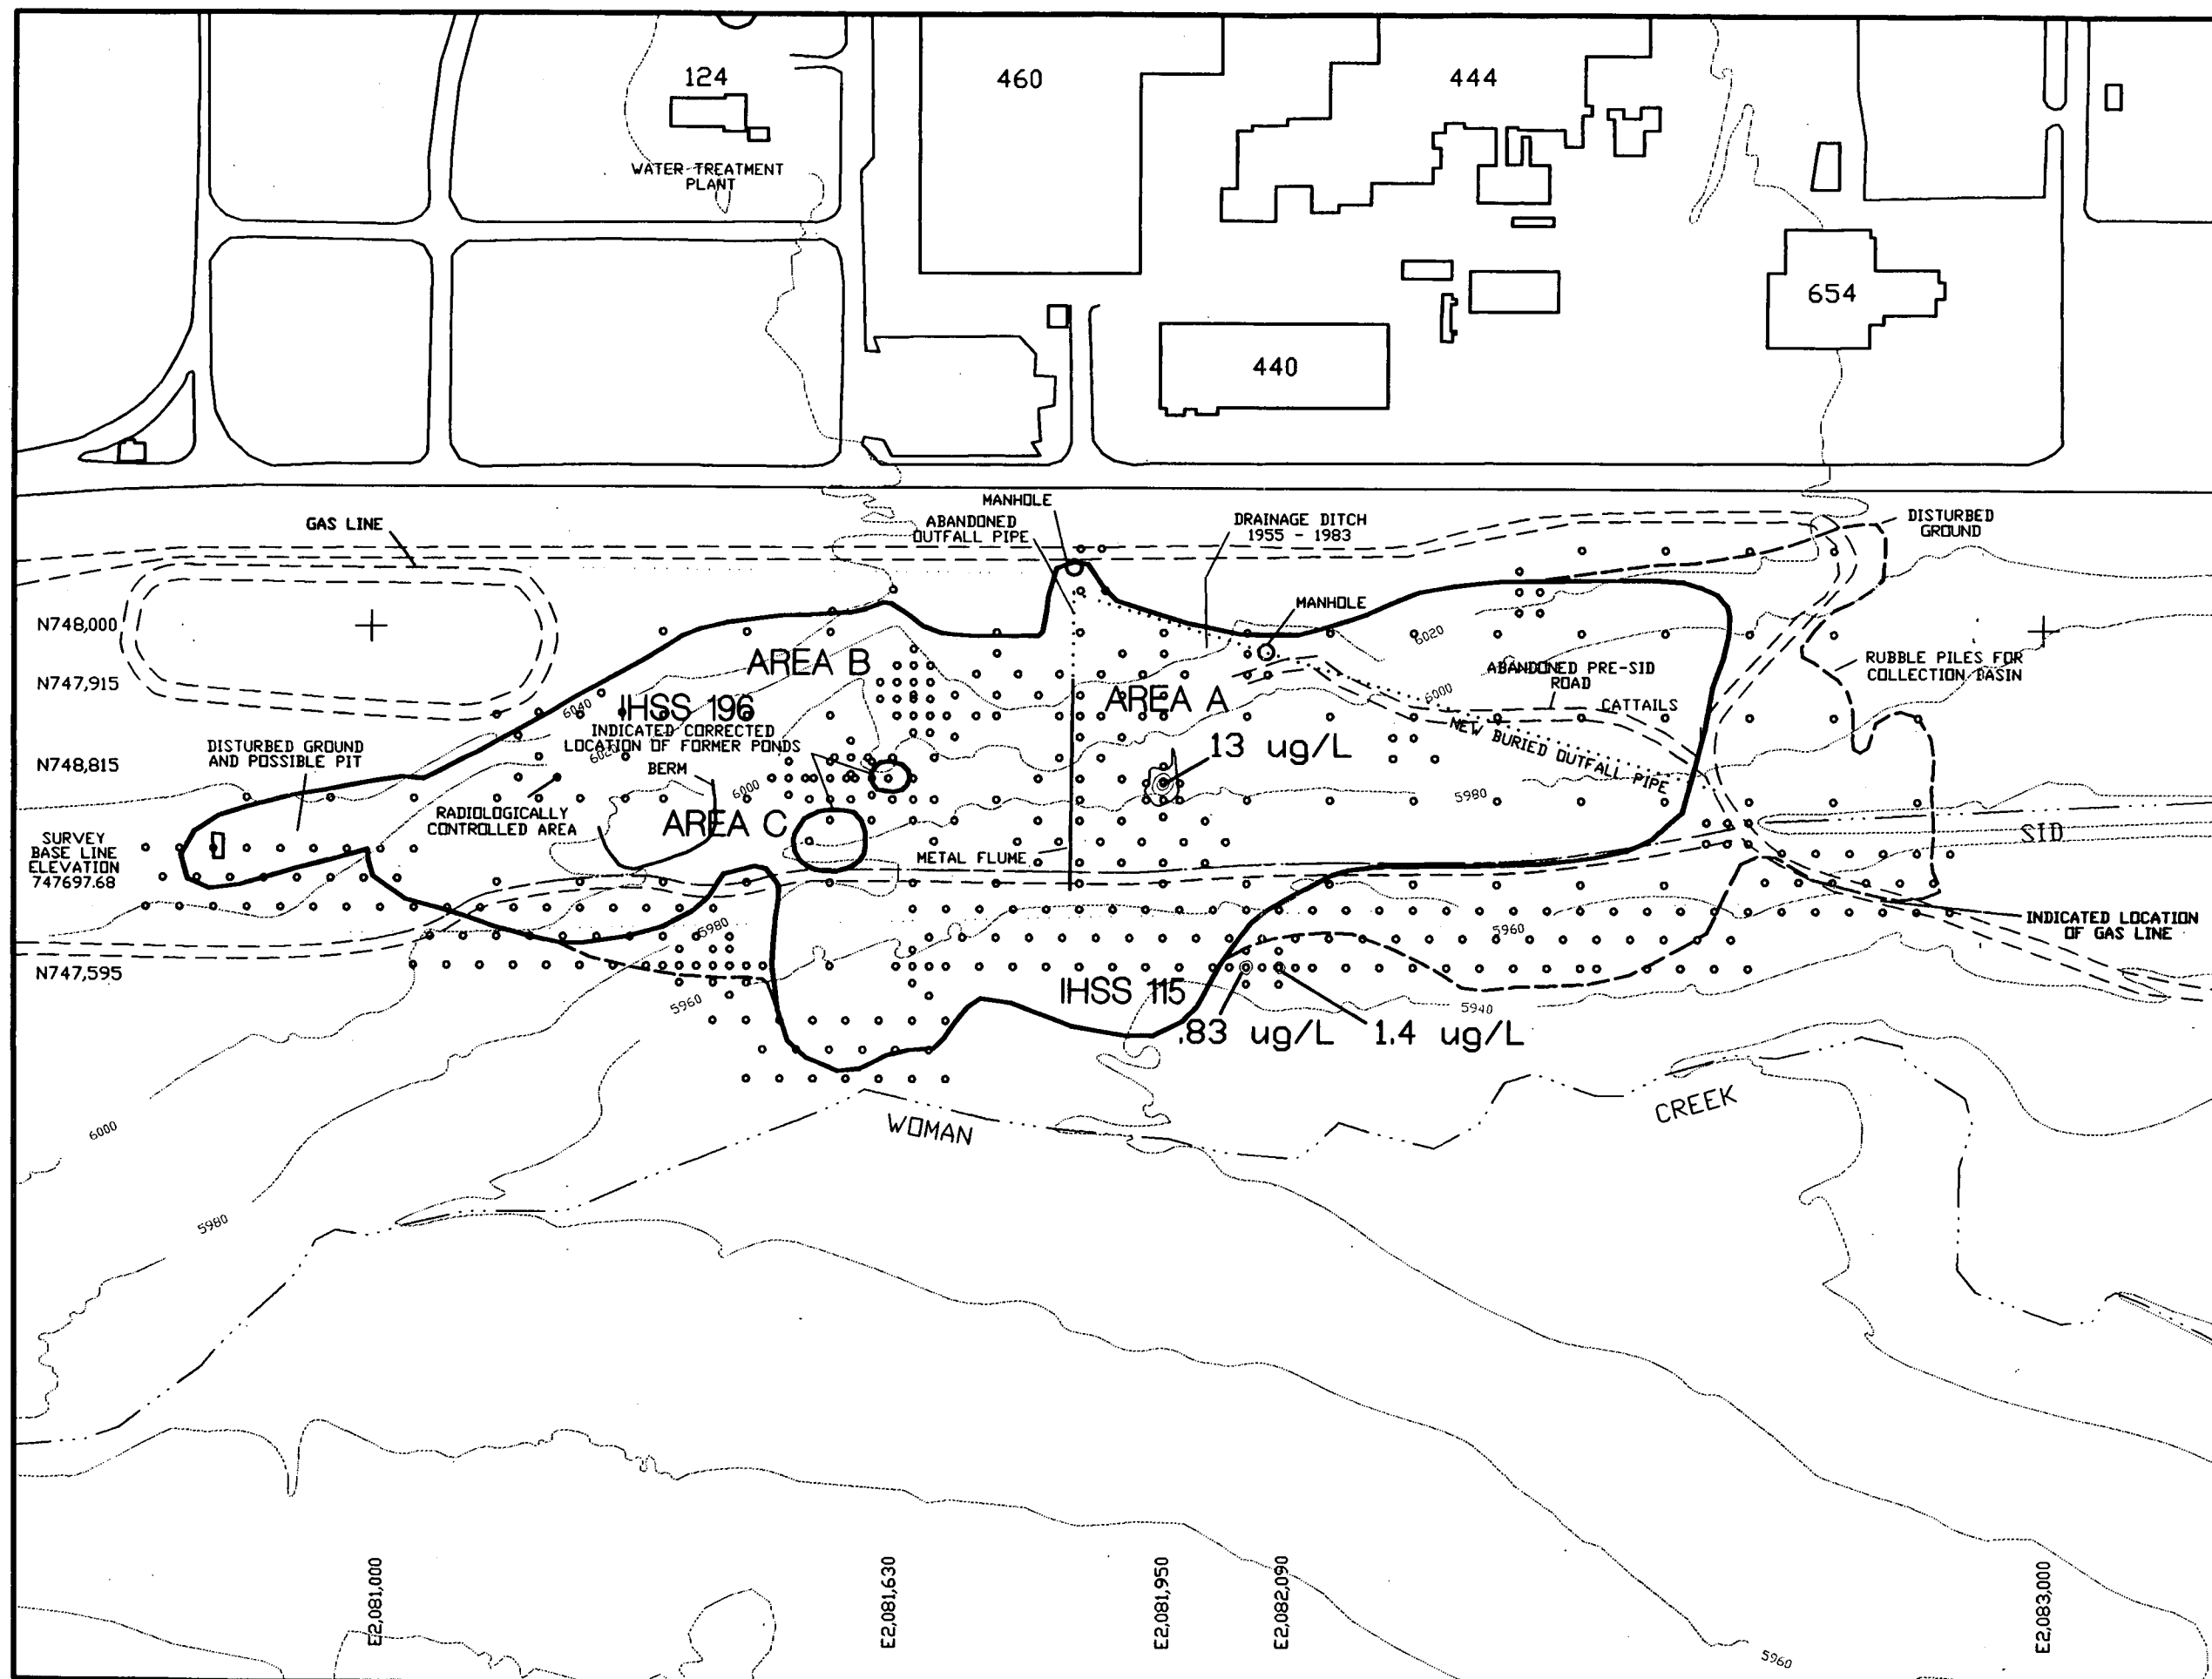 124
460
444
WATER TREATMENT
PLANT
654
440
MANHOLE
GAS LINE
ABANDONED
OUTFALL PIPE
DRAINAGE DITCH
1955 - 1983
DISTURBED
GROUND
MANHOLE
N748,000
6020
AREA B
ABANDONED PRE-SID
ROAD
RUBBLE PILES FOR
COLLECTION BASIN
N747,915
6000
AREA A
CATTAILS
6040
IHSS 196
INDICATED CORRECTED
LOCATION OF FORMER PONDS
NEW BURIED OUTFALL PIPE
DISTURBED GROUND
AND POSSIBLE PIT
6020
13 ug/L
N748,815
BERM
6000
5980
RADIOLOGICALLY
CONTROLLED AREA
AREA C
SID
SURVEY
BASE LINE
ELEVATION
747697.68
METAL FLUME
INDICATED LOCATION
OF GAS LINE
5980
5960
N747,595
IHSS 115
5960
5940
.83 ug/L
1.4 ug/L
CREEK
WOMAN
6000
5980
E2,081,000
E2,081,630
E2,081,950
E2,082,090
E2,083,000
5960